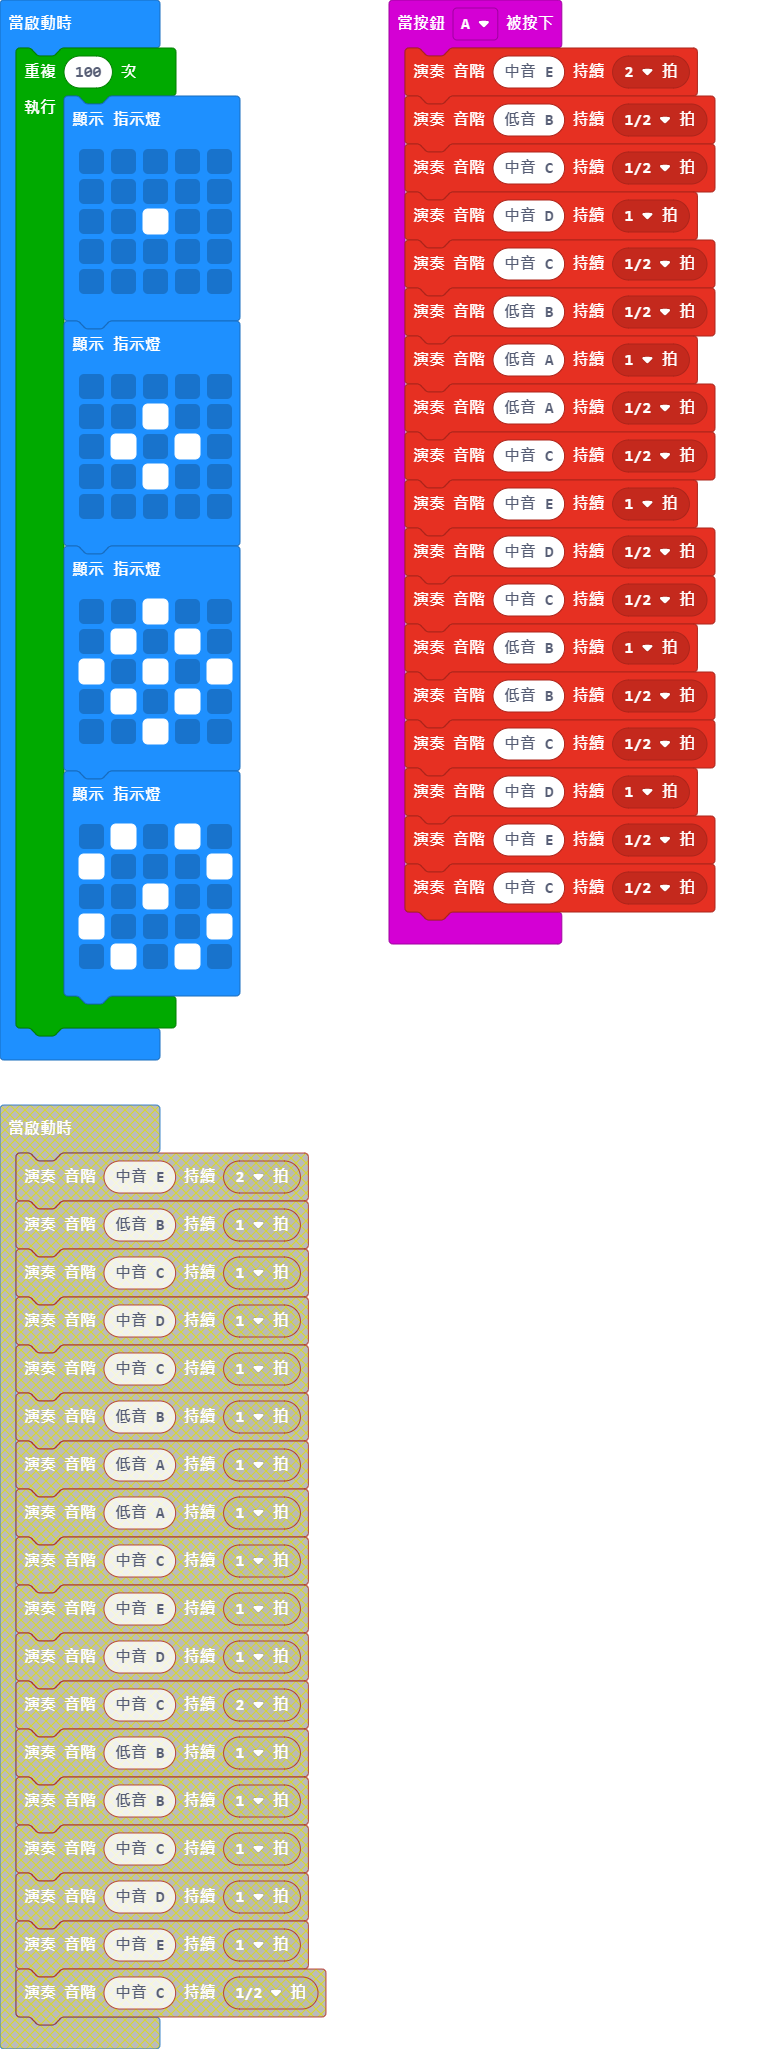 當啟動時
重複 100 次
執行
顯示 指示燈
顯示 指示燈
顯示 指示燈
顯示 指示燈
當按鈕 A 被按下
演奏 音階 中音 E 持續 2 拍
演奏 音階 低音 B 持續 1/2 拍
演奏 音階 中音 C 持續 1/2 拍
演奏 音階 中音 D 持續 1 拍
演奏 音階 中音 C 持續 1/2 拍
演奏 音階 低音 B 持續 1/2 拍
演奏 音階 低音 A 持續 1 拍
演奏 音階 低音 A 持續 1/2 拍
演奏 音階 中音 C 持續 1/2 拍
演奏 音階 中音 E 持續 1 拍
演奏 音階 中音 D 持續 1/2 拍
演奏 音階 中音 C 持續 1/2 拍
演奏 音階 低音 B 持續 1 拍
演奏 音階 低音 B 持續 1/2 拍
演奏 音階 中音 C 持續 1/2 拍
演奏 音階 中音 D 持續 1 拍
演奏 音階 中音 E 持續 1/2 拍
演奏 音階 中音 C 持續 1/2 拍
當啟動時
演奏 音階 中音 E 持續 2 拍
演奏 音階 低音 B 持續 1 拍
演奏 音階 中音 C 持續 1 拍
演奏 音階 中音 D 持續 1 拍
演奏 音階 中音 C 持續 1 拍
演奏 音階 低音 B 持續 1 拍
演奏 音階 低音 A 持續 1 拍
演奏 音階 低音 A 持續 1 拍
演奏 音階 中音 C 持續 1 拍
演奏 音階 中音 E 持續 1 拍
演奏 音階 中音 D 持續 1 拍
演奏 音階 中音 C 持續 2 拍
演奏 音階 低音 B 持續 1 拍
演奏 音階 低音 B 持續 1 拍
演奏 音階 中音 C 持續 1 拍
演奏 音階 中音 D 持續 1 拍
演奏 音階 中音 E 持續 1 拍
演奏 音階 中音 C 持續 1/2 拍